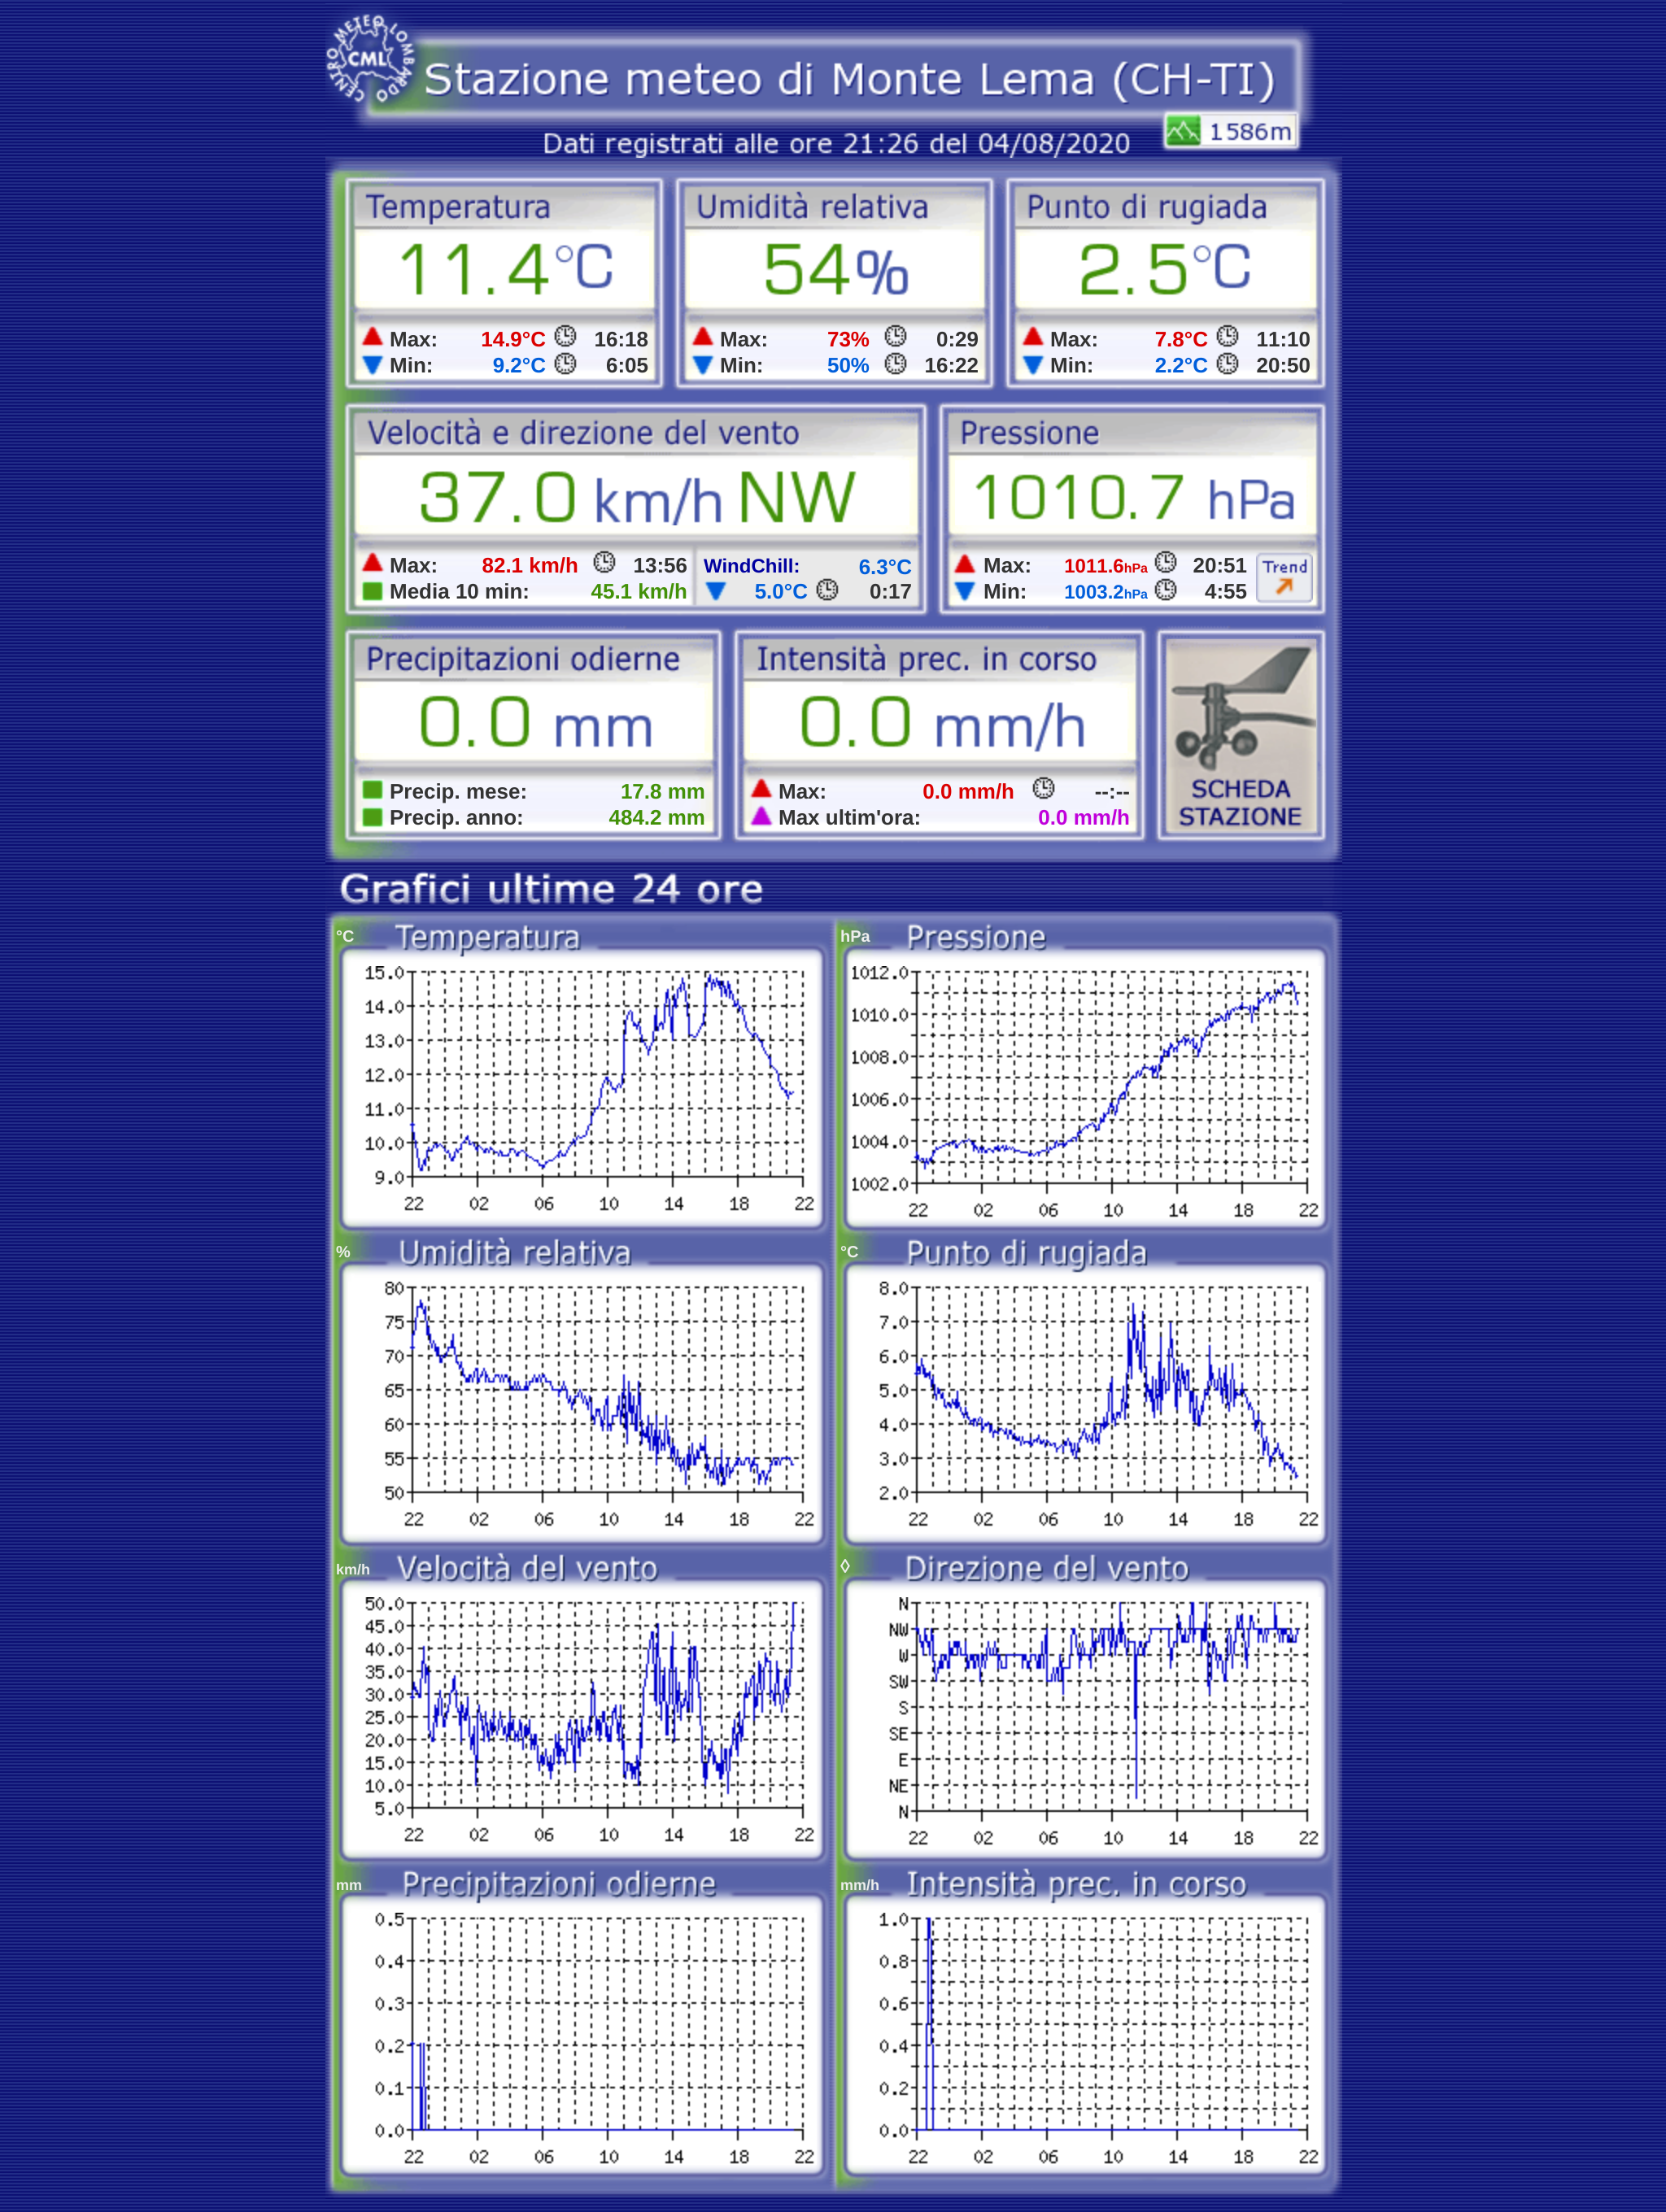 CENTRO METEO LOMBARDO
CML
Stazione meteo di Monte Lema (CH-TI)
Dati registrati alle ore 21:26 del 04/08/2020
1586m
Temperatura Umidità relativa Punto di rugiada
11.4°C 54% 2.5°C
Max: 14.9°C 16:18 Max: 73% 0:29 Max: 7.8°C 11:10
Min: 9.2°C 6:05 Min: 50% 16:22 Min: 2.2°C 20:50
Velocità e direzione del vento Pressione
37.0 km/h NW 1010.7 hPa
Max: 82.1 km/h 13:56 WindChill: 6.3°C Max: 1011.6hPa 20:51 Trend
Media 10 min: 45.1 km/h 5.0°C 0:17 Min: 1003.2hPa 4:55
Precipitazioni odierne Intensità prec. in corso
0.0 mm 0.0 mm/h
Precip. mese: 17.8 mm Max: 0.0 mm/h --:-- SCHEDA
Precip. anno: 484.2 mm Max ultim'ora: 0.0 mm/h STAZIONE
Grafici ultime 24 ore
°C Temperatura
15.0
14.0
13.0
12.0
11.0
10.0
9.0
22 02 06 10 14 18 22
hPa Pressione
1012.0
1010.0
1008.0
1006.0
1004.0
1002.0
22 02 06 10 14 18 22
% Umidità relativa
80
75
70
65
60
55
50
22 02 06 10 14 18 22
°C Punto di rugiada
8.0
7.0
6.0
5.0
4.0
3.0
2.0
22 02 06 10 14 18 22
km/h Velocità del vento
50.0
45.0
40.0
35.0
30.0
25.0
20.0
15.0
10.0
5.0
22 02 06 10 14 18 22
◊ Direzione del vento
N
NW
W
SW
S
SE
E
NE
N
22 02 06 10 14 18 22
mm Precipitazioni odierne
0.5
0.4
0.3
0.2
0.1
0.0
22 02 06 10 14 18 22
mm/h Intensità prec. in corso
1.0
0.8
0.6
0.4
0.2
0.0
22 02 06 10 14 18 22